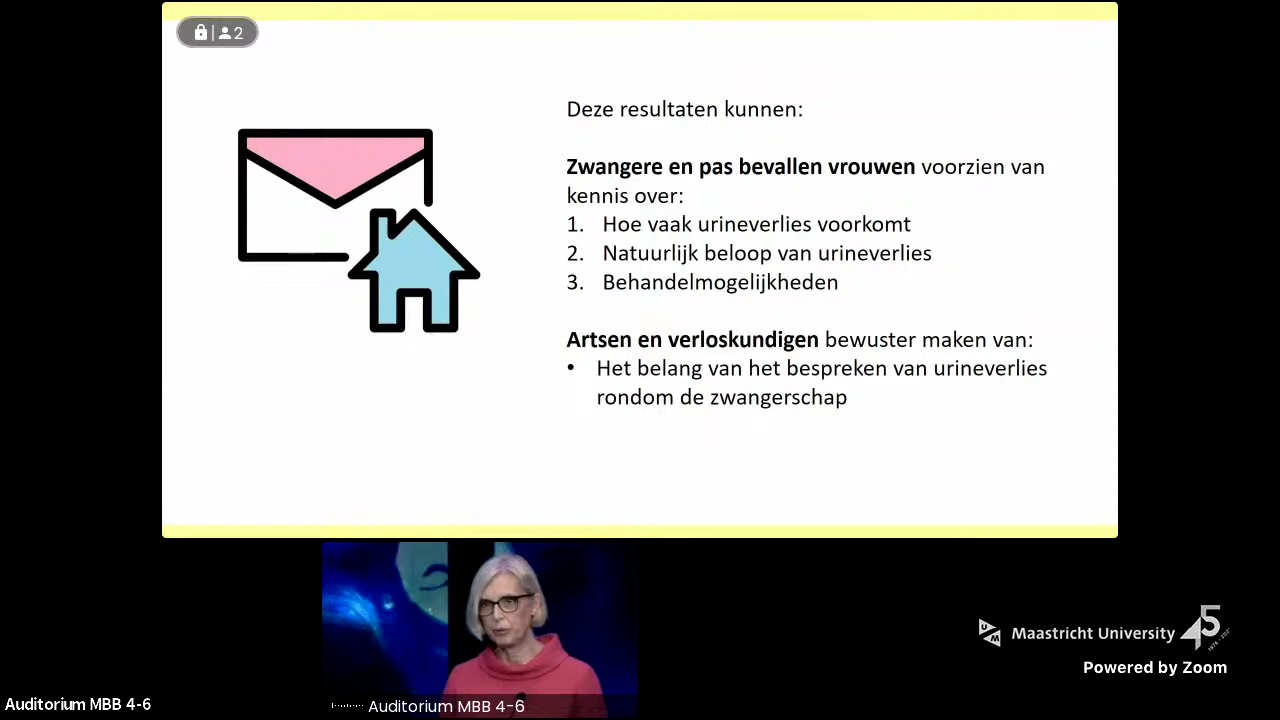 2
Deze resultaten kunnen:
Zwangere en pas bevallen vrouwen voorzien van
kennis over:
1. Hoe vaak urineverlies voorkomt
2. Natuurlijk beloop van urineverlies
3. Behandelmogelijkheden
Artsen en verloskundigen bewuster maken van:
• Het belang van het bespreken van urineverlies
rondom de zwangerschap
UM Maastricht University 45
Powered by Zoom
Auditorium MBB 4-6
Auditorium MBB 4-6